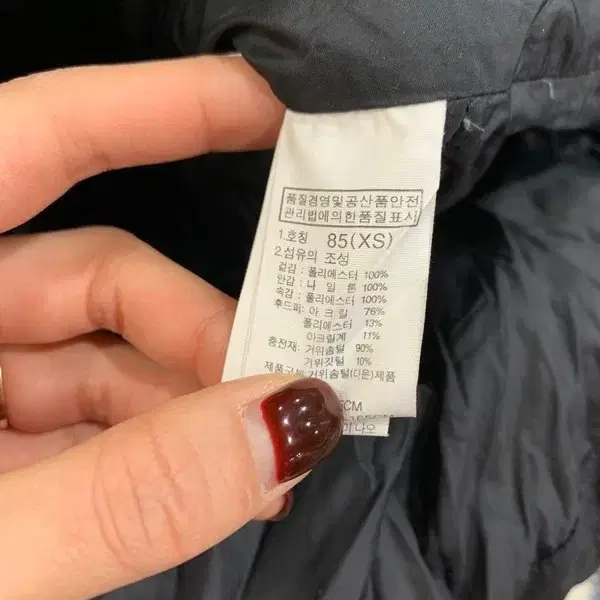 품질경영및공산품안전
관리법에의한품질표시
1.호칭 85(XS)
2.섬유의 조성
겉감 : 폴리에스터 100%
안감 : 나 일 론 100%
속감 : 폴리에스터 100%
후드퍼: 아 크 릴 76%
폴리에스터 13%
아크릴계 11%
충전재: 거위솜털 90%
거위깃털 10%
제품구분:거위솜털(다운)제품
CM